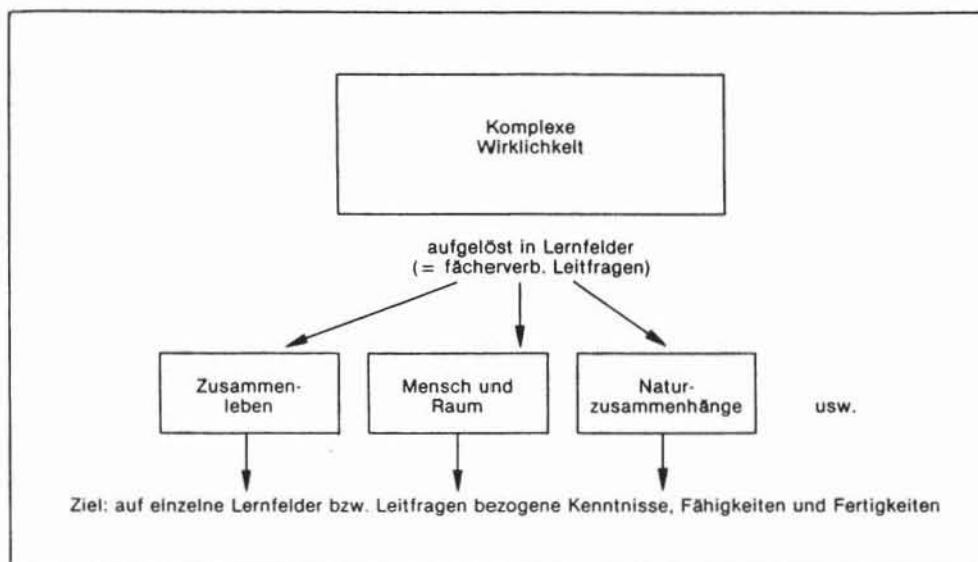 Komplexe
Wirklichkeit
aufgelöst in Lernfelder
(= fächerverb. Leitfragen)
Zusammen-
leben
Mensch und
Raum
Natur-
zusammenhänge
usw.
Ziel: auf einzelne Lernfelder bzw. Leitfragen bezogene Kenntnisse, Fähigkeiten und Fertigkeiten